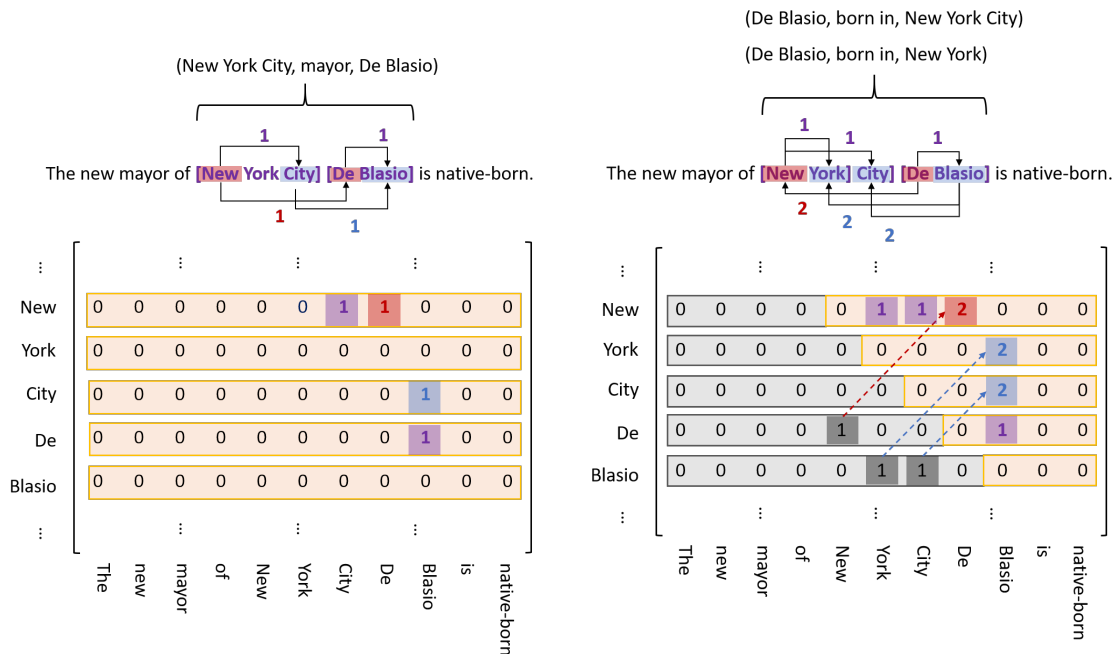 (New York City, mayor, De Blasio)
1 1
The new mayor of [New York City] [De Blasio] is native-born.
1 1
... ... ... ...
New 0 0 0 0 0 0 1 1 0 0 0
York 0 0 0 0 0 0 0 0 0 0 0
City 0 0 0 0 0 0 0 0 1 0 0
De 0 0 0 0 0 0 0 0 1 0 0
Blasio 0 0 0 0 0 0 0 0 0 0 0
... ... ... ...
The new mayor of New York City De Blasio is native-born
(De Blasio, born in, New York City)
(De Blasio, born in, New York)
1 1 1
The new mayor of [New York] City] [De Blasio] is native-born.
2 2 2
... ... ... ...
New 0 0 0 0 0 1 1 2 0 0 0
York 0 0 0 0 0 0 0 0 2 0 0
City 0 0 0 0 0 0 0 0 2 0 0
De 0 0 0 0 1 0 0 0 1 0 0
Blasio 0 0 0 0 0 1 1 0 0 0 0
... ... ... ...
The new mayor of New York City De Blasio is native-born